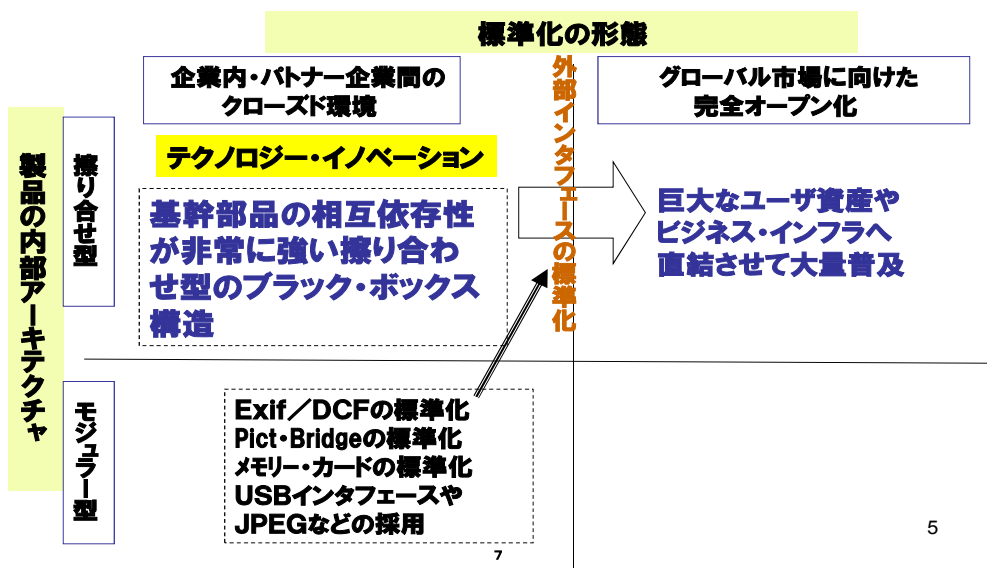 標準化の形態
企業内・パトナー企業間の
クローズド環境
外部インタフェースの標準化
グローバル市場に向けた
完全オープン化
製品の内部アーキテクチャ
擦り合せ型
テクノロジー・イノベーション
基幹部品の相互依存性
が非常に強い擦り合わ
せ型のブラック・ボックス
構造
巨大なユーザ資産や
ビジネス・インフラへ
直結させて大量普及
モジュラー型
Exif／DCFの標準化
Pict・Bridgeの標準化
メモリー・カードの標準化
USBインタフェースや
JPEGなどの採用
5
7